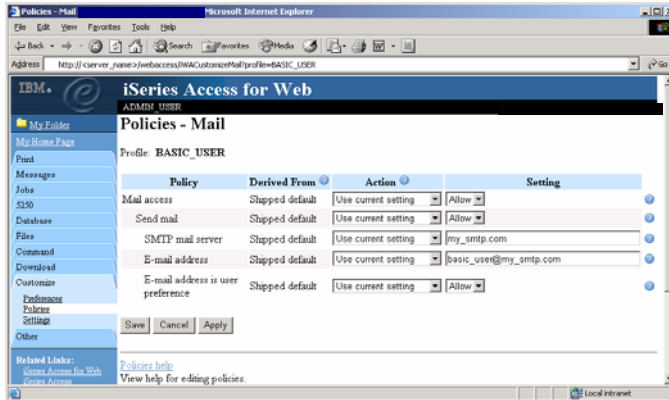 Policies - Mail Microsoft Internet Explorer
File Edit View Favorites Tools Help
Back Search Favorites Media
Address http://<server_name>/webaccess/iWACustomizeMail?profile=BASIC_USER Go
IBM. iSeries Access for Web
ADMIN_USER
My Folder
My Home Page
Print
Messages
Jobs
5250
Database
Files
Command
Download
Customize
Preferences
Policies
Settings
Other
Related Links:
iSeries Access for Web
iSeries Access
Policies - Mail
Profile: BASIC_USER
Policy Derived From Action Setting
Mail access Shipped default Use current setting Allow
Send mail Shipped default Use current setting Allow
SMTP mail server Shipped default Use current setting my_smtp.com
E-mail address Shipped default Use current setting basic_user@my_smtp.com
E-mail address is user
preference Shipped default Use current setting Allow
Save Cancel Apply
Policies help
View help for editing policies.
Local intranet